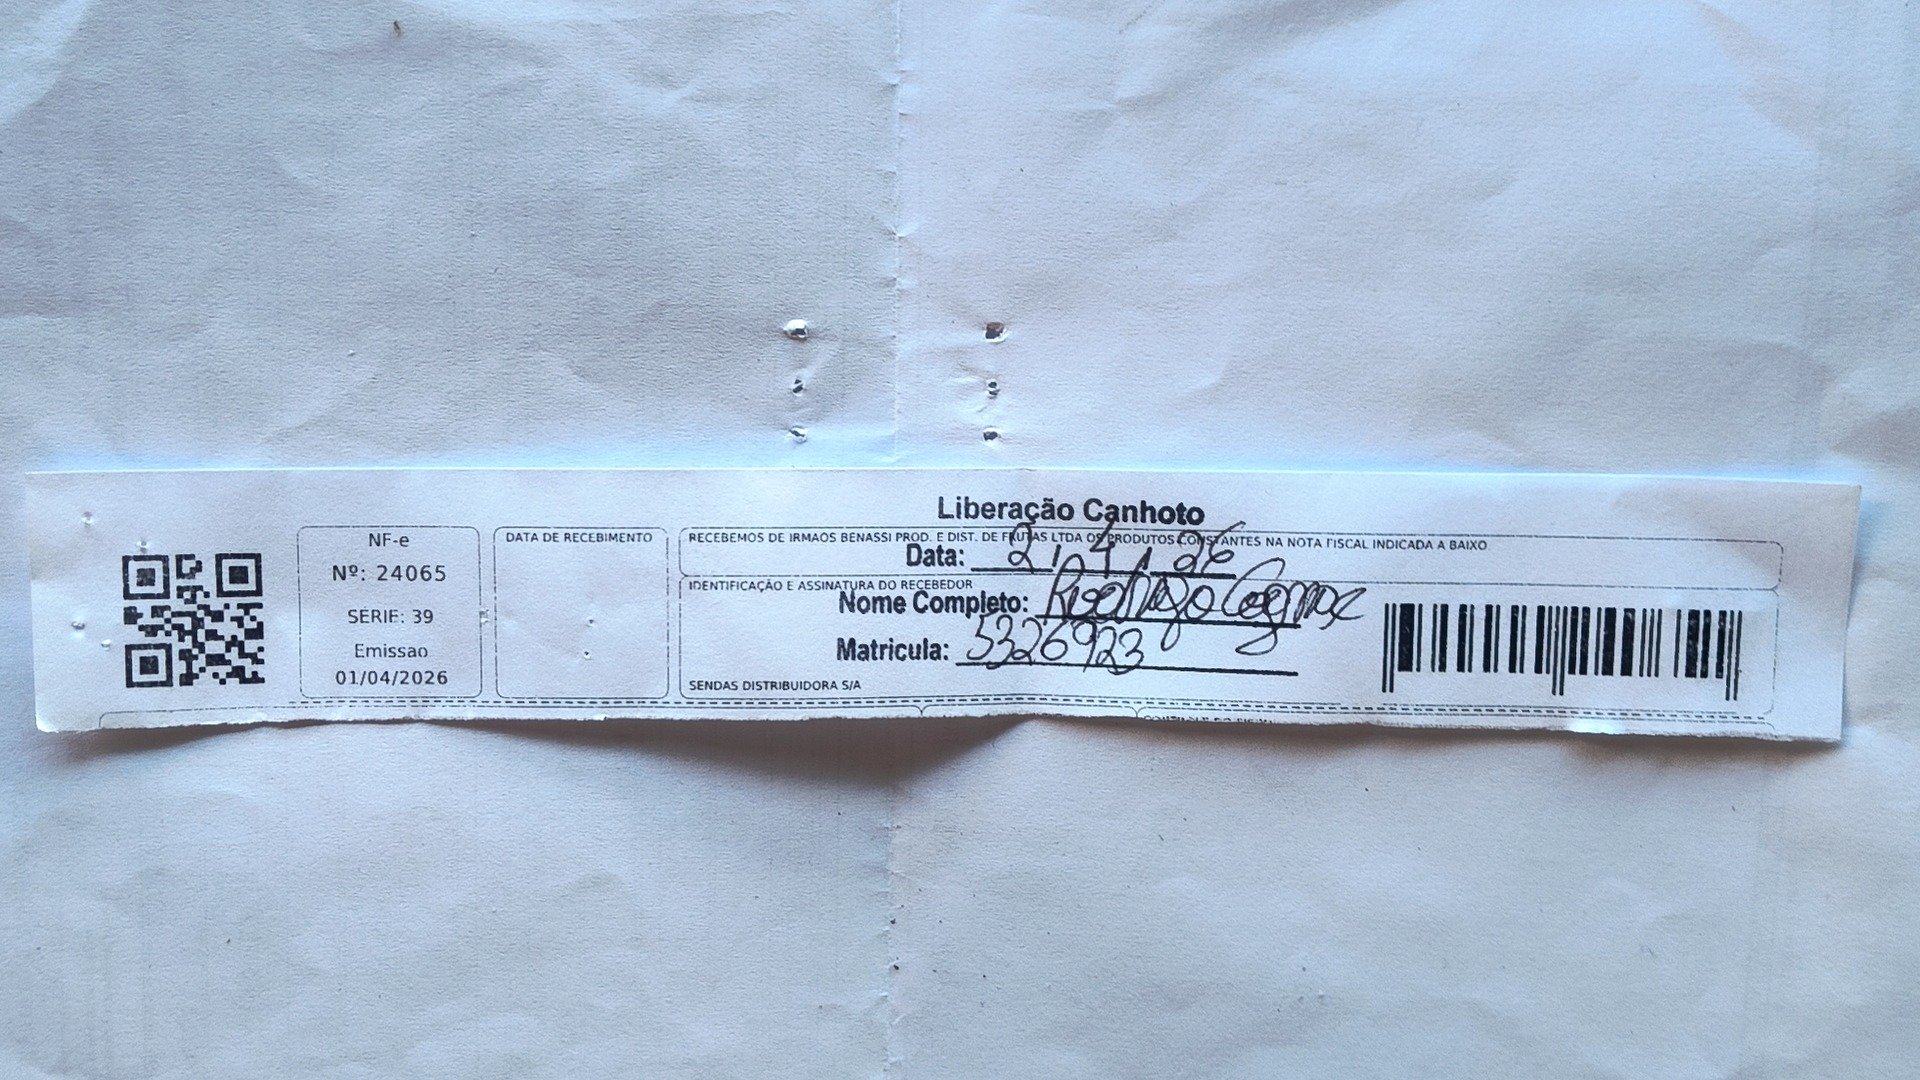 Liberação Canhoto
NF-e
Nº: 24065
SÉRIE: 39
Emissao
01/04/2026
DATA DE RECEBIMENTO
RECEBEMOS DE IRMAOS BENASSI PROD. E DIST. DE FRUTAS LTDA OS PRODUTOS CONSTANTES NA NOTA FISCAL INDICADA A BAIXO
Data: 2 / 4 / 26
IDENTIFICAÇÃO E ASSINATURA DO RECEBEDOR
Nome Completo: Rodrigo
Matricula: 5326923
SENDAS DISTRIBUIDORA S/A